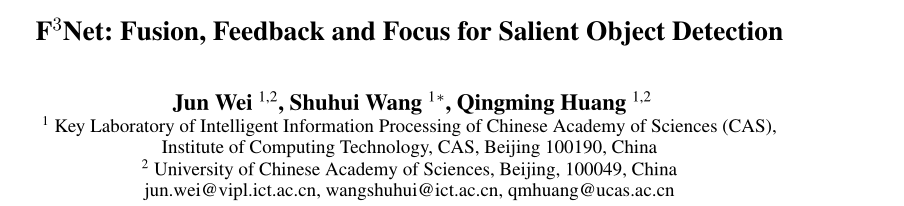 F³Net: Fusion, Feedback and Focus for Salient Object Detection
Jun Wei ¹,², Shuhui Wang ¹*, Qingming Huang ¹,²
¹ Key Laboratory of Intelligent Information Processing of Chinese Academy of Sciences (CAS),
Institute of Computing Technology, CAS, Beijing 100190, China
² University of Chinese Academy of Sciences, Beijing, 100049, China
jun.wei@vipl.ict.ac.cn, wangshuhui@ict.ac.cn, qmhuang@ucas.ac.cn